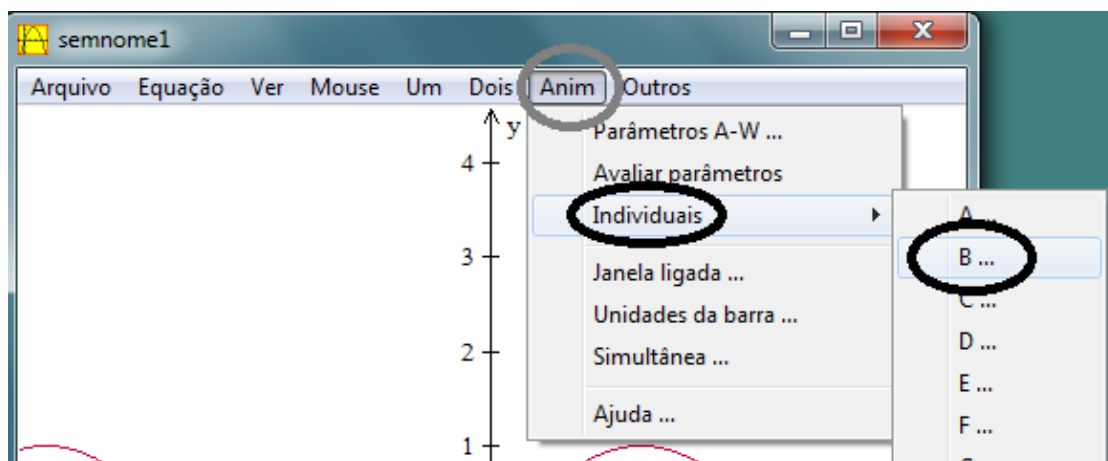 semnome1
Arquivo Equação Ver Mouse Um Dois Anim Outros
y
4
3
2
1
Parâmetros A-W ...
Avaliar parâmetros
Individuais
Janela ligada ...
Unidades da barra ...
Simultânea ...
Ajuda ...
A ...
B ...
C ...
D ...
E ...
F ...